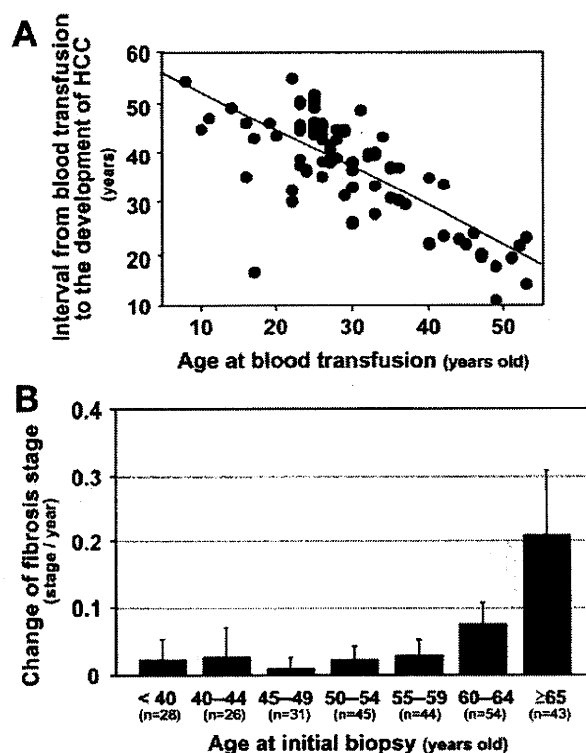 A
Interval from blood transfusion
to the development of HCC
(years)
60
50
40
30
20
10
10 20 30 40 50
Age at blood transfusion (years old)
B
Change of fibrosis stage
(stage / year)
0.4
0.3
0.2
0.1
0
< 40 40–44 45–49 50–54 55–59 60–64 ≥65
(n=28) (n=26) (n=31) (n=45) (n=44) (n=54) (n=43)
Age at initial biopsy (years old)